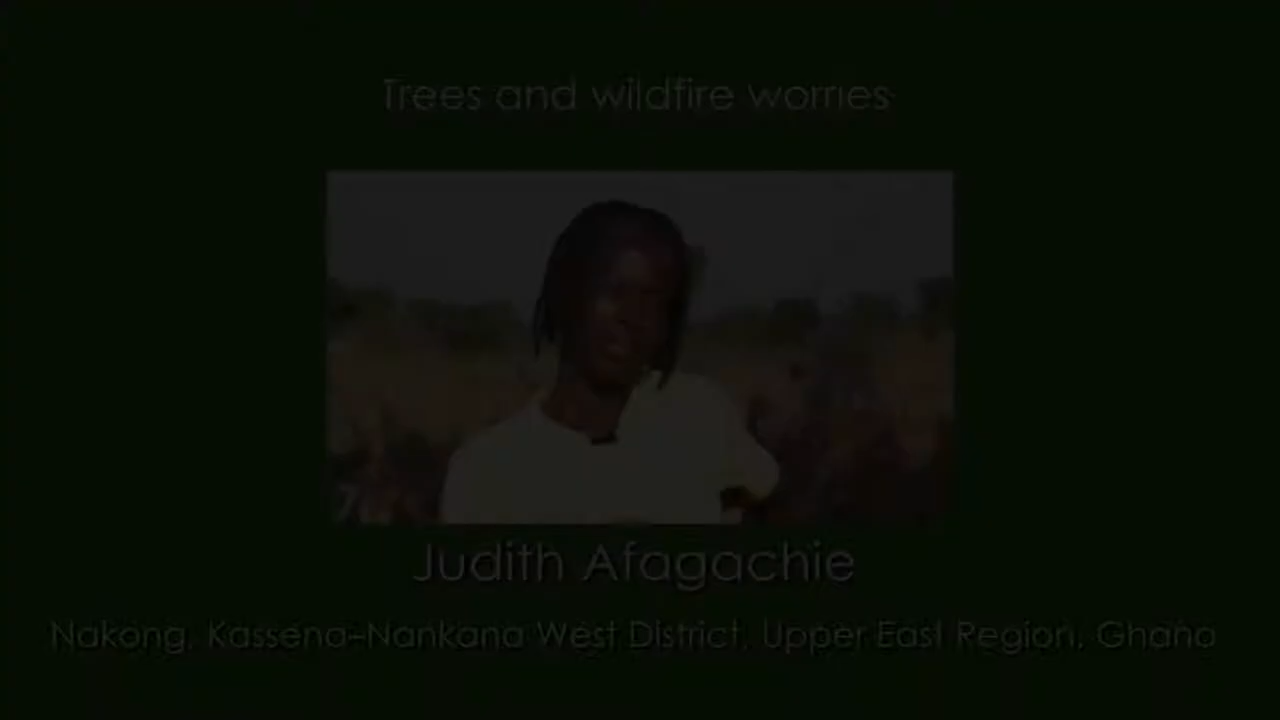 Trees and wildfire worries
Judith Afagachie
Nakong, Kassena-Nankana West District, Upper East Region, Ghana